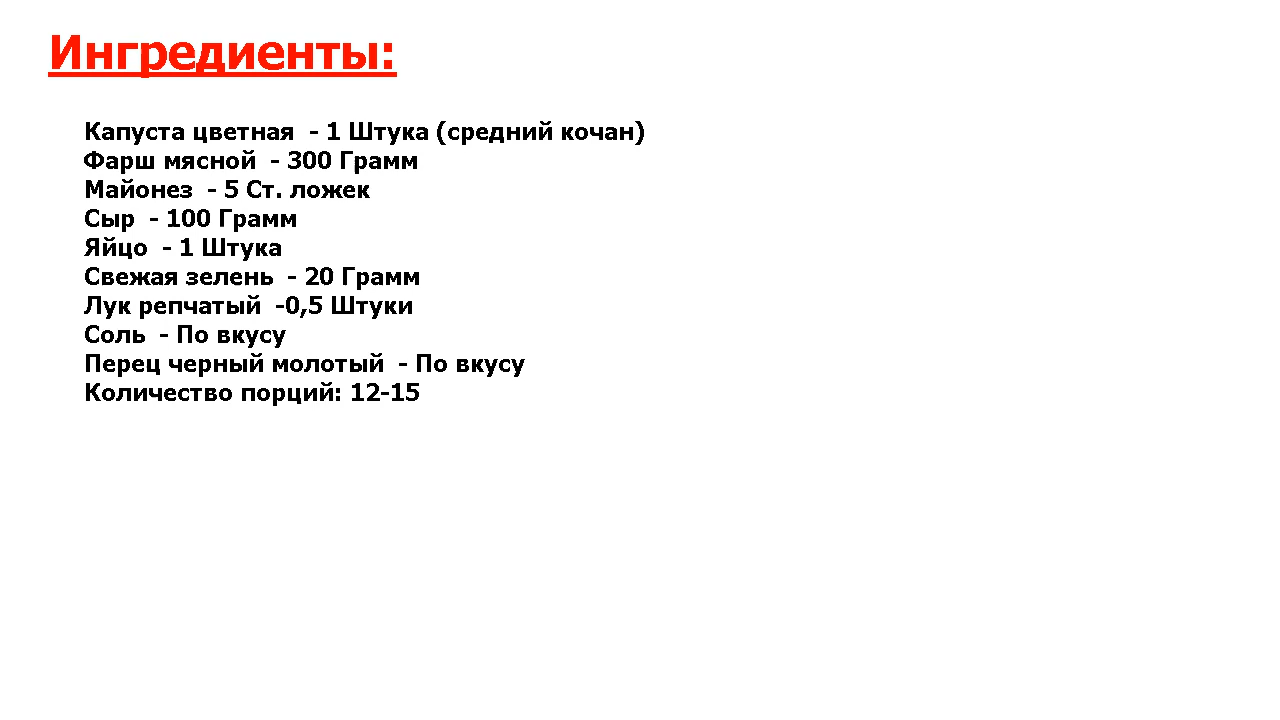 Ингредиенты:
Капуста цветная  - 1 Штука (средний кочан)
Фарш мясной  - 300 Грамм
Майонез  - 5 Ст. ложек
Сыр  - 100 Грамм
Яйцо  - 1 Штука
Свежая зелень  - 20 Грамм
Лук репчатый  -0,5 Штуки
Соль  - По вкусу
Перец черный молотый  - По вкусу
Количество порций: 12-15